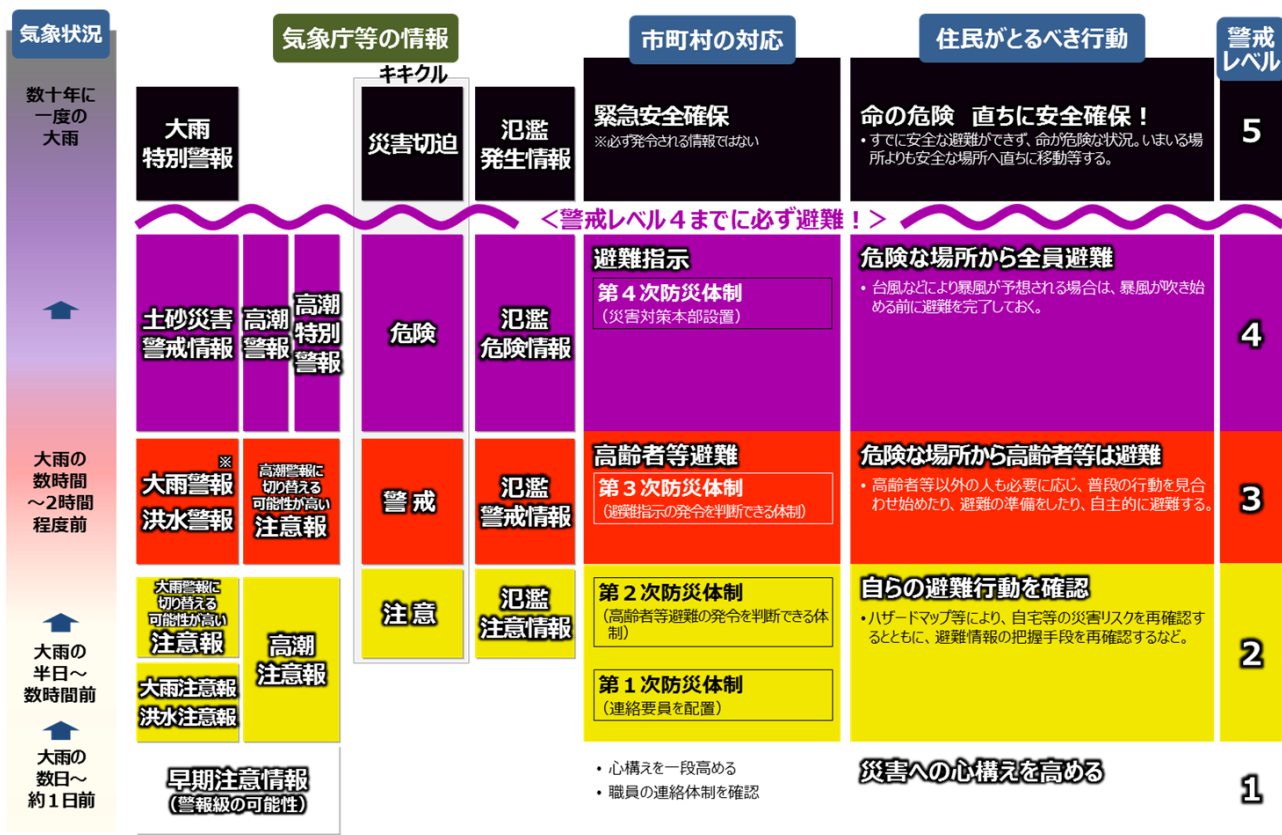 気象状況
気象庁等の情報
市町村の対応
住民がとるべき行動
警戒
レベル
キキクル
数十年に
一度の
大雨
大雨
特別警報
災害切迫
氾濫
発生情報
緊急安全確保
※必ず発令される情報ではない
命の危険 直ちに安全確保！
・すでに安全な避難ができず、命が危険な状況。いまいる場
所よりも安全な場所へ直ちに移動等する。
5
＜警戒レベル４までに必ず避難！＞
土砂災害
警戒情報
高潮
警報
高潮
特別
警報
危険
氾濫
危険情報
避難指示
第４次防災体制
（災害対策本部設置）
危険な場所から全員避難
・台風などにより暴風が予想される場合は、暴風が吹き始
める前に避難を完了しておく。
4
大雨の
数時間
～2時間
程度前
※
大雨警報
洪水警報
高潮警報に
切り替える
可能性が高い
注意報
警戒
氾濫
警戒情報
高齢者等避難
第３次防災体制
（避難指示の発令を判断できる体制）
危険な場所から高齢者等は避難
・高齢者等以外の人も必要に応じ、普段の行動を見合
わせ始めたり、避難の準備をしたり、自主的に避難する。
3
大雨の
半日～
数時間前
大雨警報に
切り替える
可能性が高い
注意報
大雨注意報
洪水注意報
高潮
注意報
注意
氾濫
注意情報
第２次防災体制
（高齢者等避難の発令を判断できる体
制）
第１次防災体制
（連絡要員を配置）
自らの避難行動を確認
・ハザードマップ等により、自宅等の災害リスクを再確認す
るとともに、避難情報の把握手段を再確認するなど。
2
大雨の
数日～
約１日前
早期注意情報
（警報級の可能性）
・心構えを一段高める
・職員の連絡体制を確認
災害への心構えを高める
1